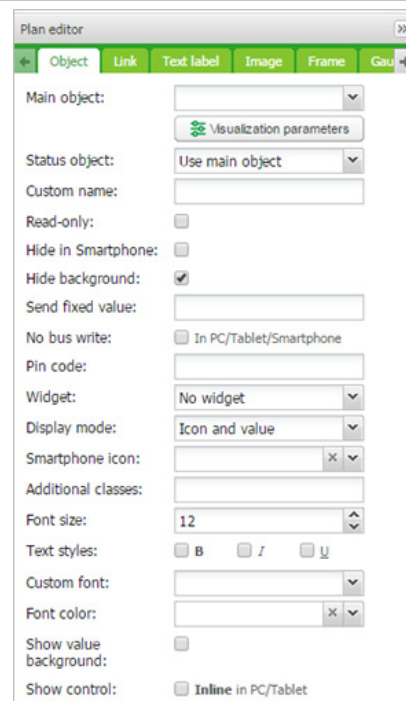 Plan editor
Object Link Text label Image Frame Gau
Main object:
Visualization parameters
Status object: Use main object
Custom name:
Read-only:
Hide in Smartphone:
Hide background:
Send fixed value:
No bus write: In PC/Tablet/Smartphone
Pin code:
Widget: No widget
Display mode: Icon and value
Smartphone icon:
Additional classes:
Font size: 12
Text styles: B I U
Custom font:
Font color:
Show value
background:
Show control: Inline in PC/Tablet